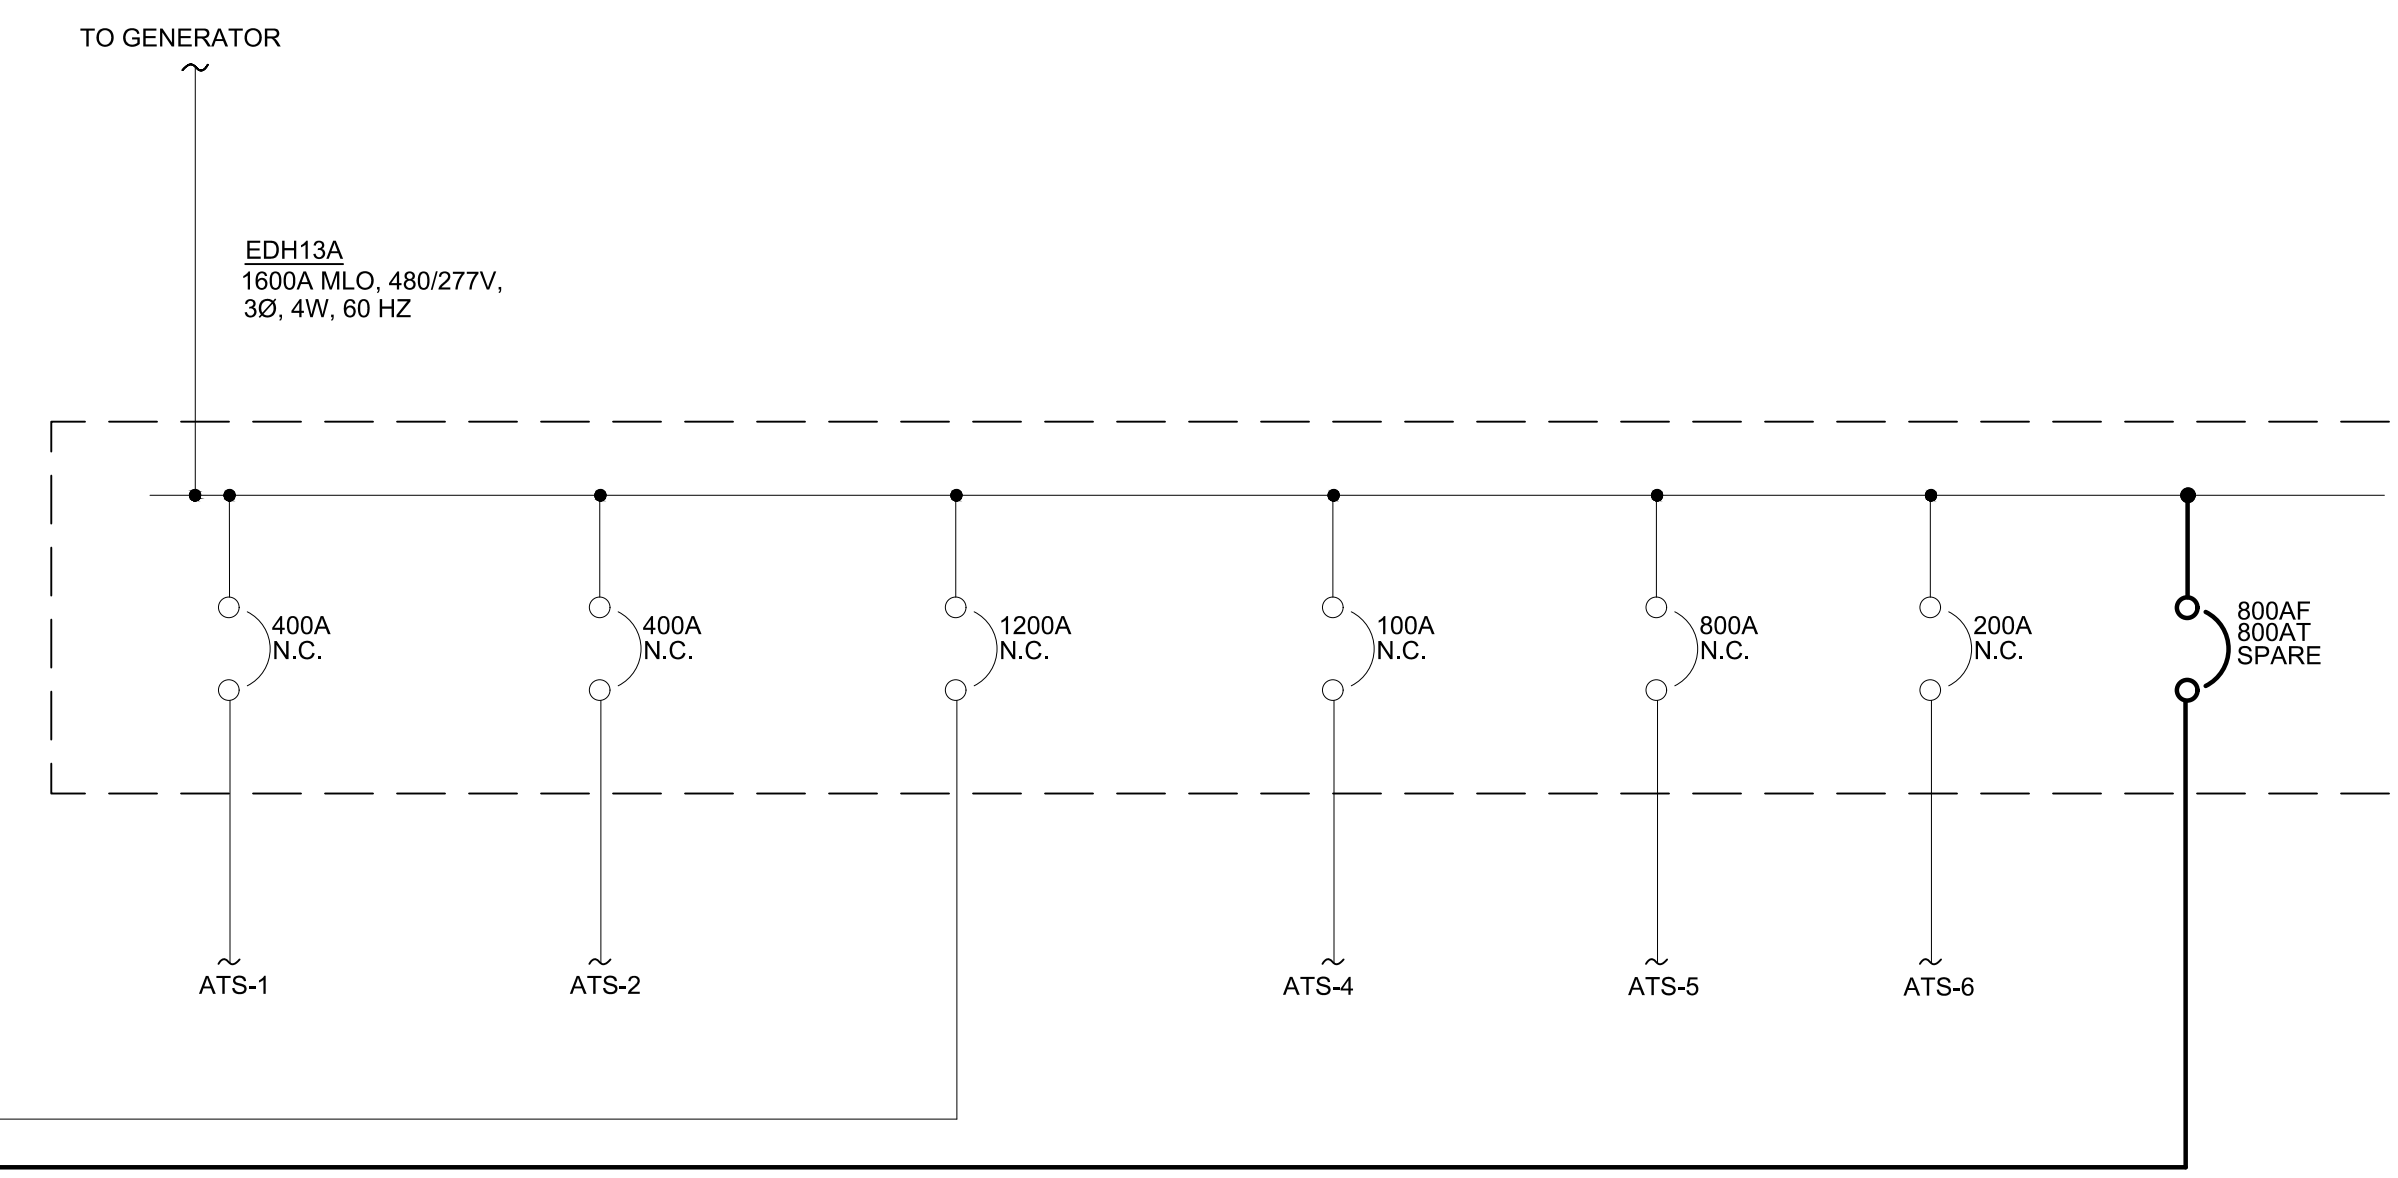 TO GENERATOR
EDH13A
1600A MLO, 480/277V,
3Ø, 4W, 60 HZ
400A
N.C.
400A
N.C.
1200A
N.C.
100A
N.C.
800A
N.C.
200A
N.C.
800AF
800AT
SPARE
ATS-1
ATS-2
ATS-4
ATS-5
ATS-6